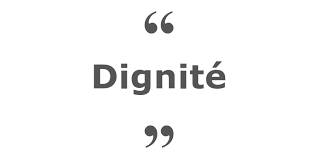 “
Dignité
”